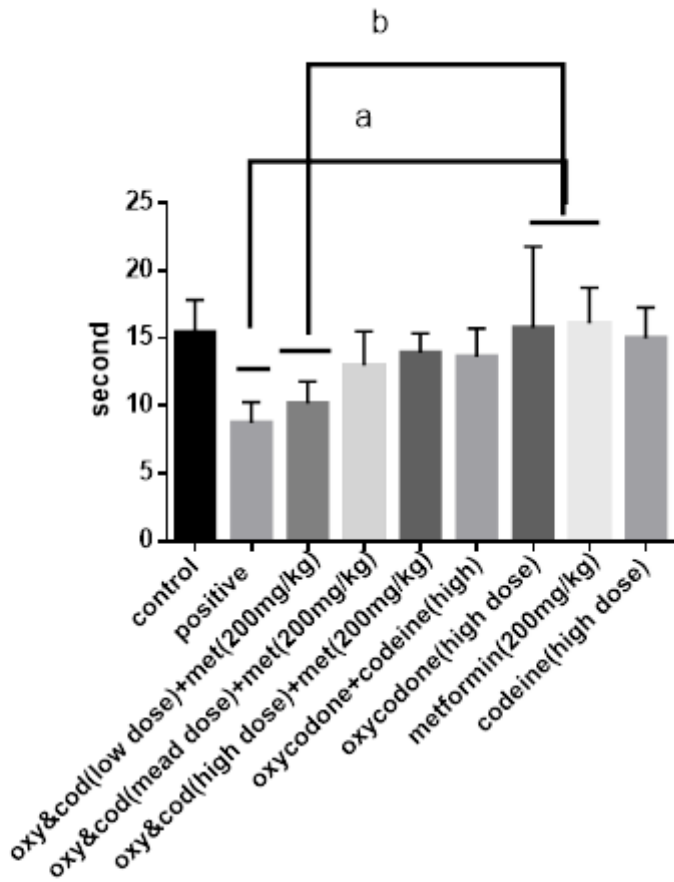 b
a
25
20
15
10
5
0
second
control
positive
oxy&cod(low dose)+met(200mg/kg)
oxy&cod(mead dose)+met(200mg/kg)
oxy&cod(high dose)+met(200mg/kg)
oxycodone+codeine(high)
oxycodone(high dose)
metformin(200mg/kg)
codeine(high dose)